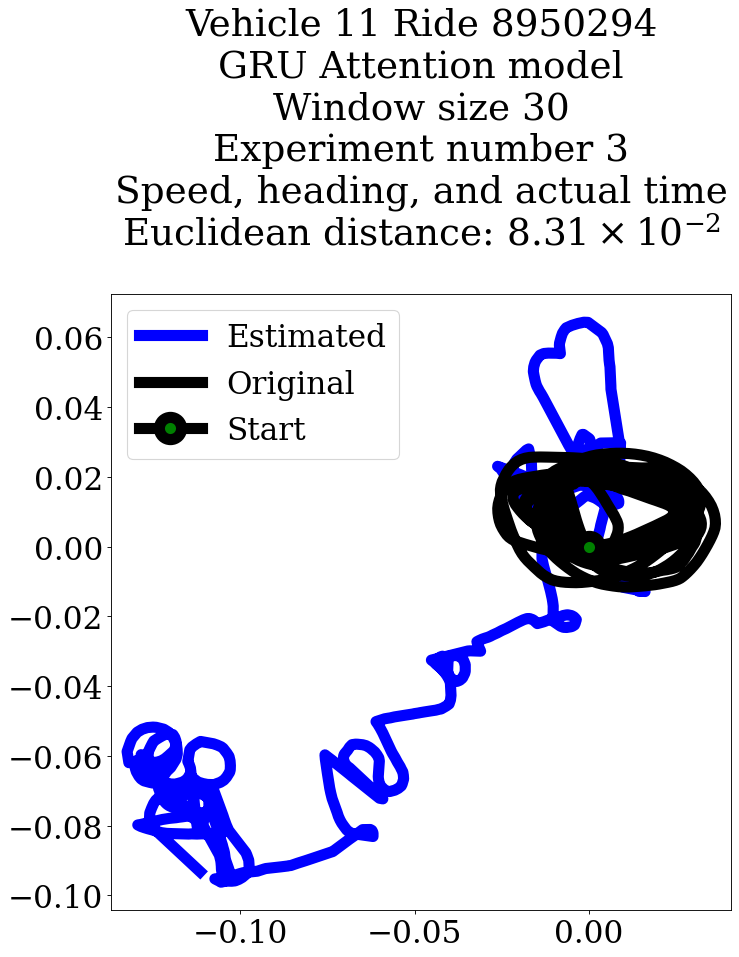 Vehicle 11 Ride 8950294
GRU Attention model
Window size 30
Experiment number 3
Speed, heading, and actual time
Euclidean distance: 8.31 × 10⁻²
Estimated
Original
Start
0.06
0.04
0.02
0.00
−0.02
−0.04
−0.06
−0.08
−0.10
−0.10
−0.05
0.00